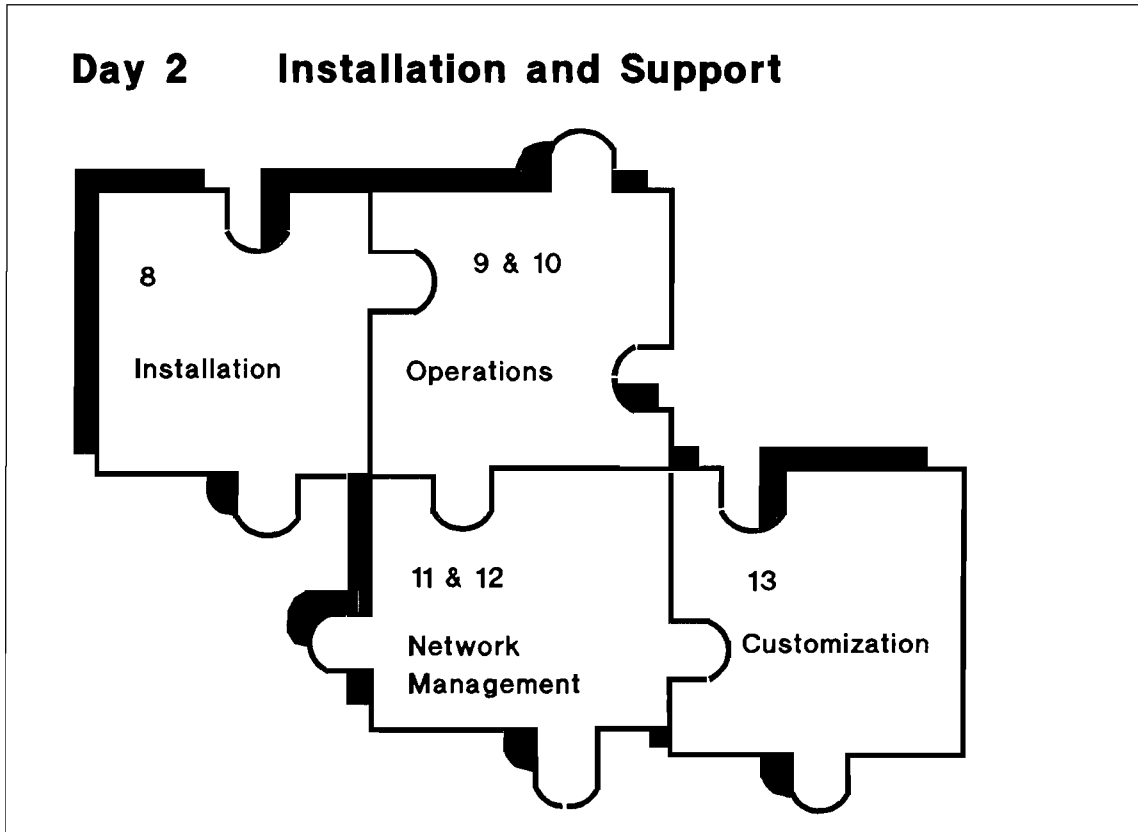 Day 2 Installation and Support
8
Installation
9 & 10
Operations
11 & 12
Network
Management
13
Customization